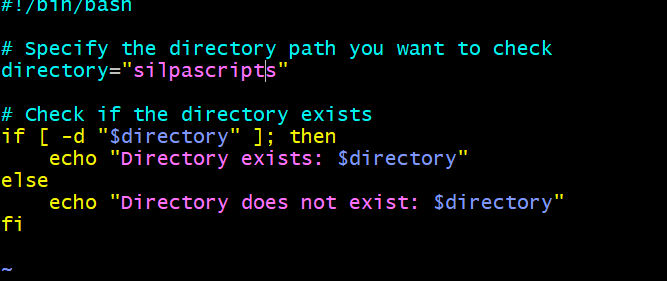 #!/bin/bash
# Specify the directory path you want to check
directory="silpascripts"
# Check if the directory exists
if [ -d "$directory" ]; then
    echo "Directory exists: $directory"
else
    echo "Directory does not exist: $directory"
fi
~